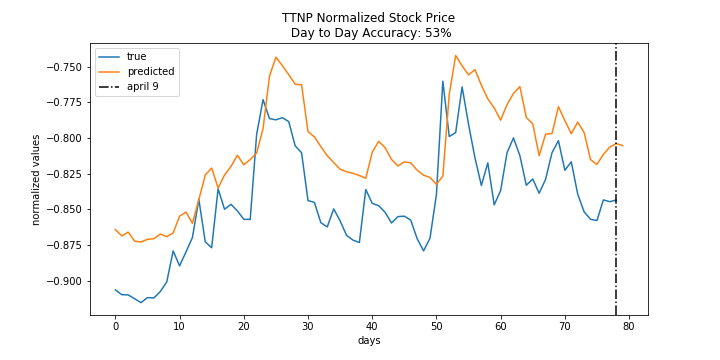 TTNP Normalized Stock Price
Day to Day Accuracy: 53%
true
predicted
april 9
normalized values
−0.750
−0.775
−0.800
−0.825
−0.850
−0.875
−0.900
0 10 20 30 40 50 60 70 80
days